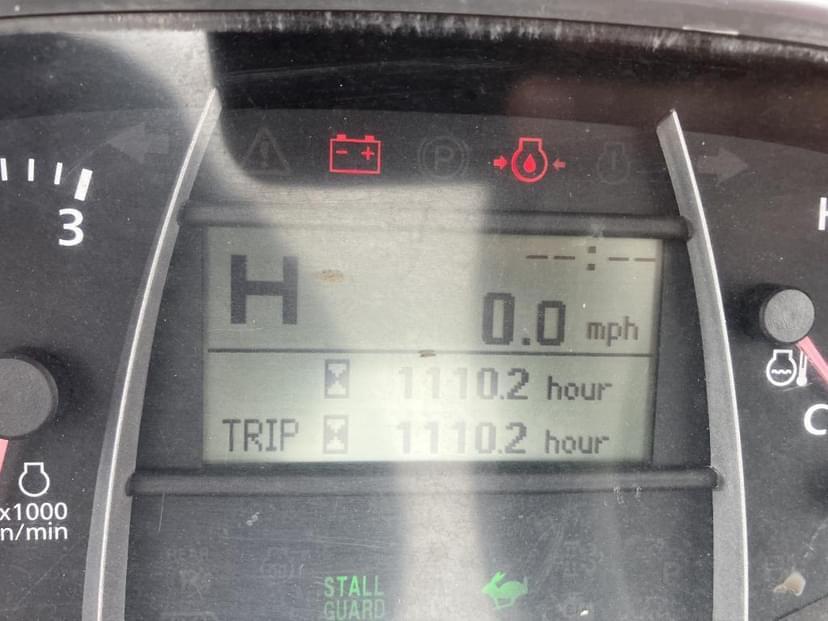 P
3
H
--:--
0.0 mph
1110.2 hour
TRIP 1110.2 hour
x1000
n/min
H
C
STALL
GUARD